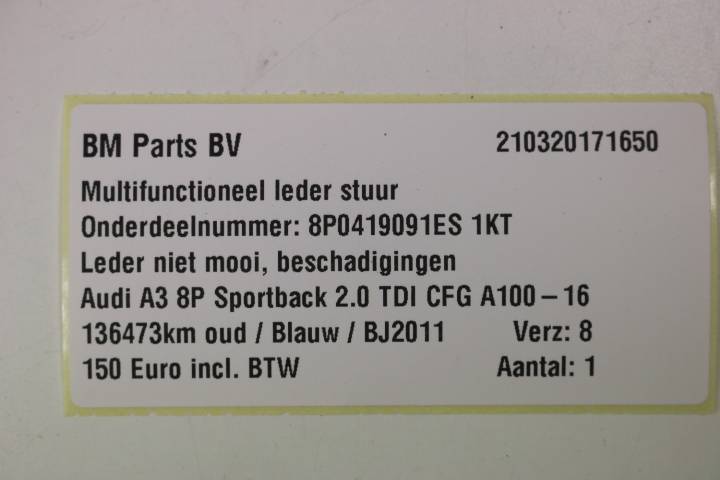 BM Parts BV 210320171650
Multifunctioneel leder stuur
Onderdeelnummer: 8P0419091ES 1KT
Leder niet mooi, beschadigingen
Audi A3 8P Sportback 2.0 TDI CFG A100 – 16
136473km oud / Blauw / BJ2011 Verz: 8
150 Euro incl. BTW Aantal: 1